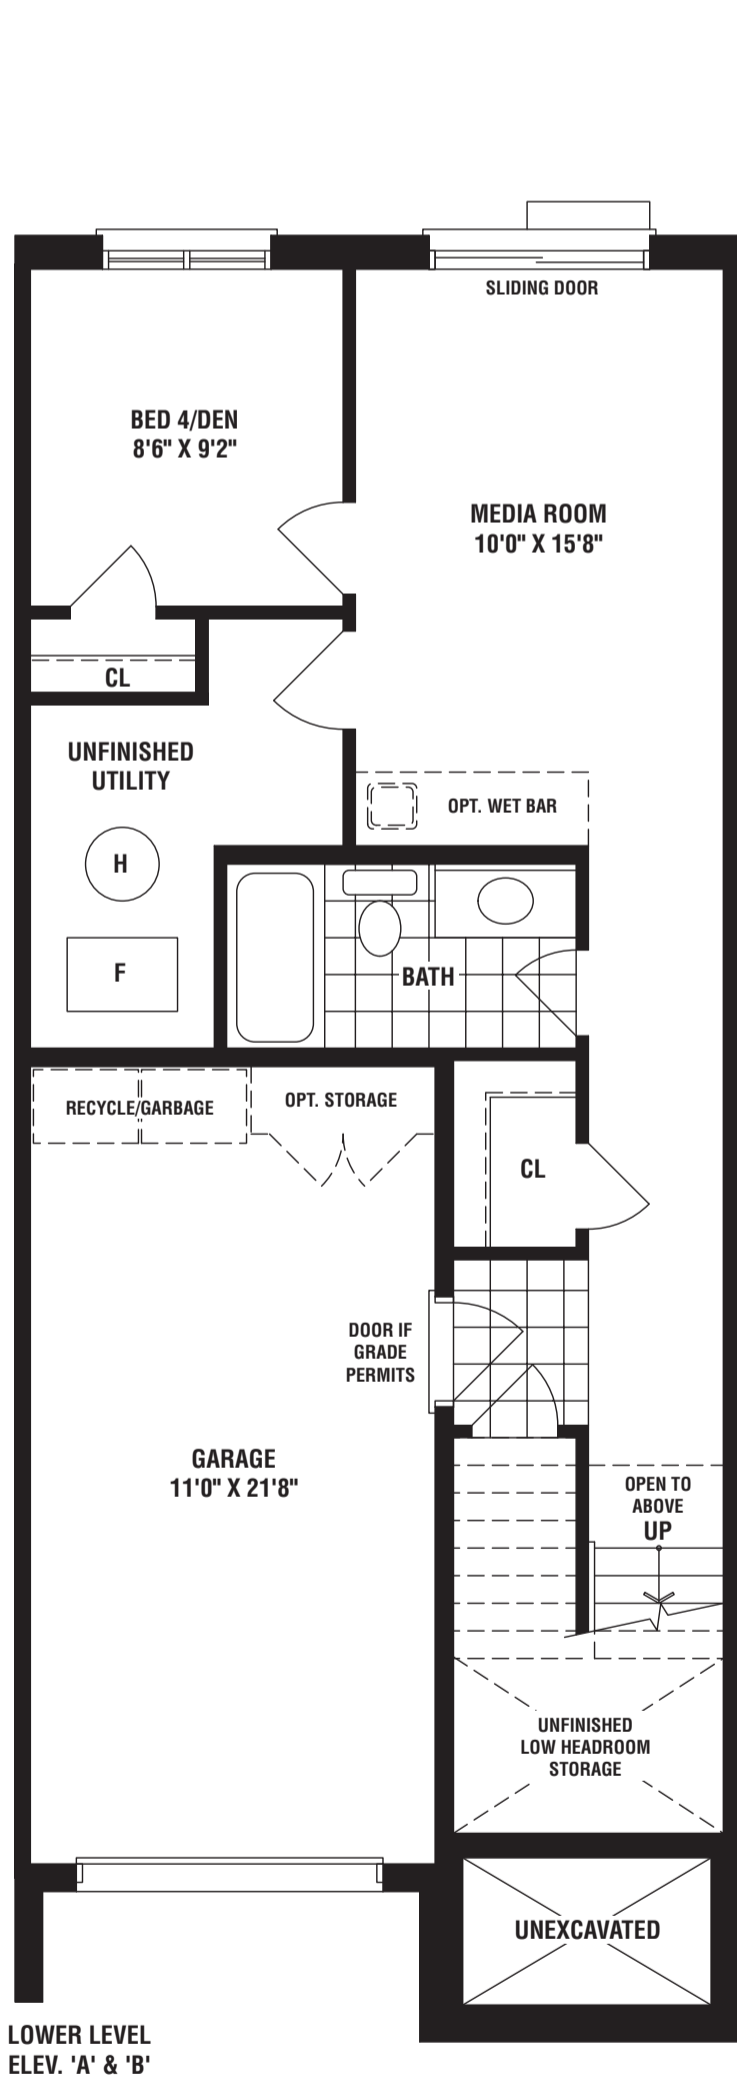 SLIDING DOOR
BED 4/DEN
8'6" X 9'2"
MEDIA ROOM
10'0" X 15'8"
CL
UNFINISHED
UTILITY
OPT. WET BAR
H
F
BATH
RECYCLE/GARBAGE
OPT. STORAGE
CL
DOOR IF
GRADE
PERMITS
GARAGE
11'0" X 21'8"
OPEN TO
ABOVE
UP
UNFINISHED
LOW HEADROOM
STORAGE
UNEXCAVATED
LOWER LEVEL
ELEV. 'A' & 'B'